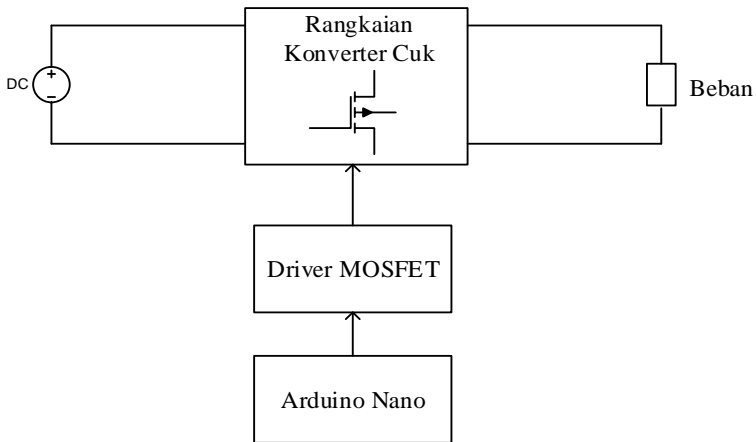 Rangkaian
Konverter Cuk
DC
Beban
Driver MOSFET
Arduino Nano